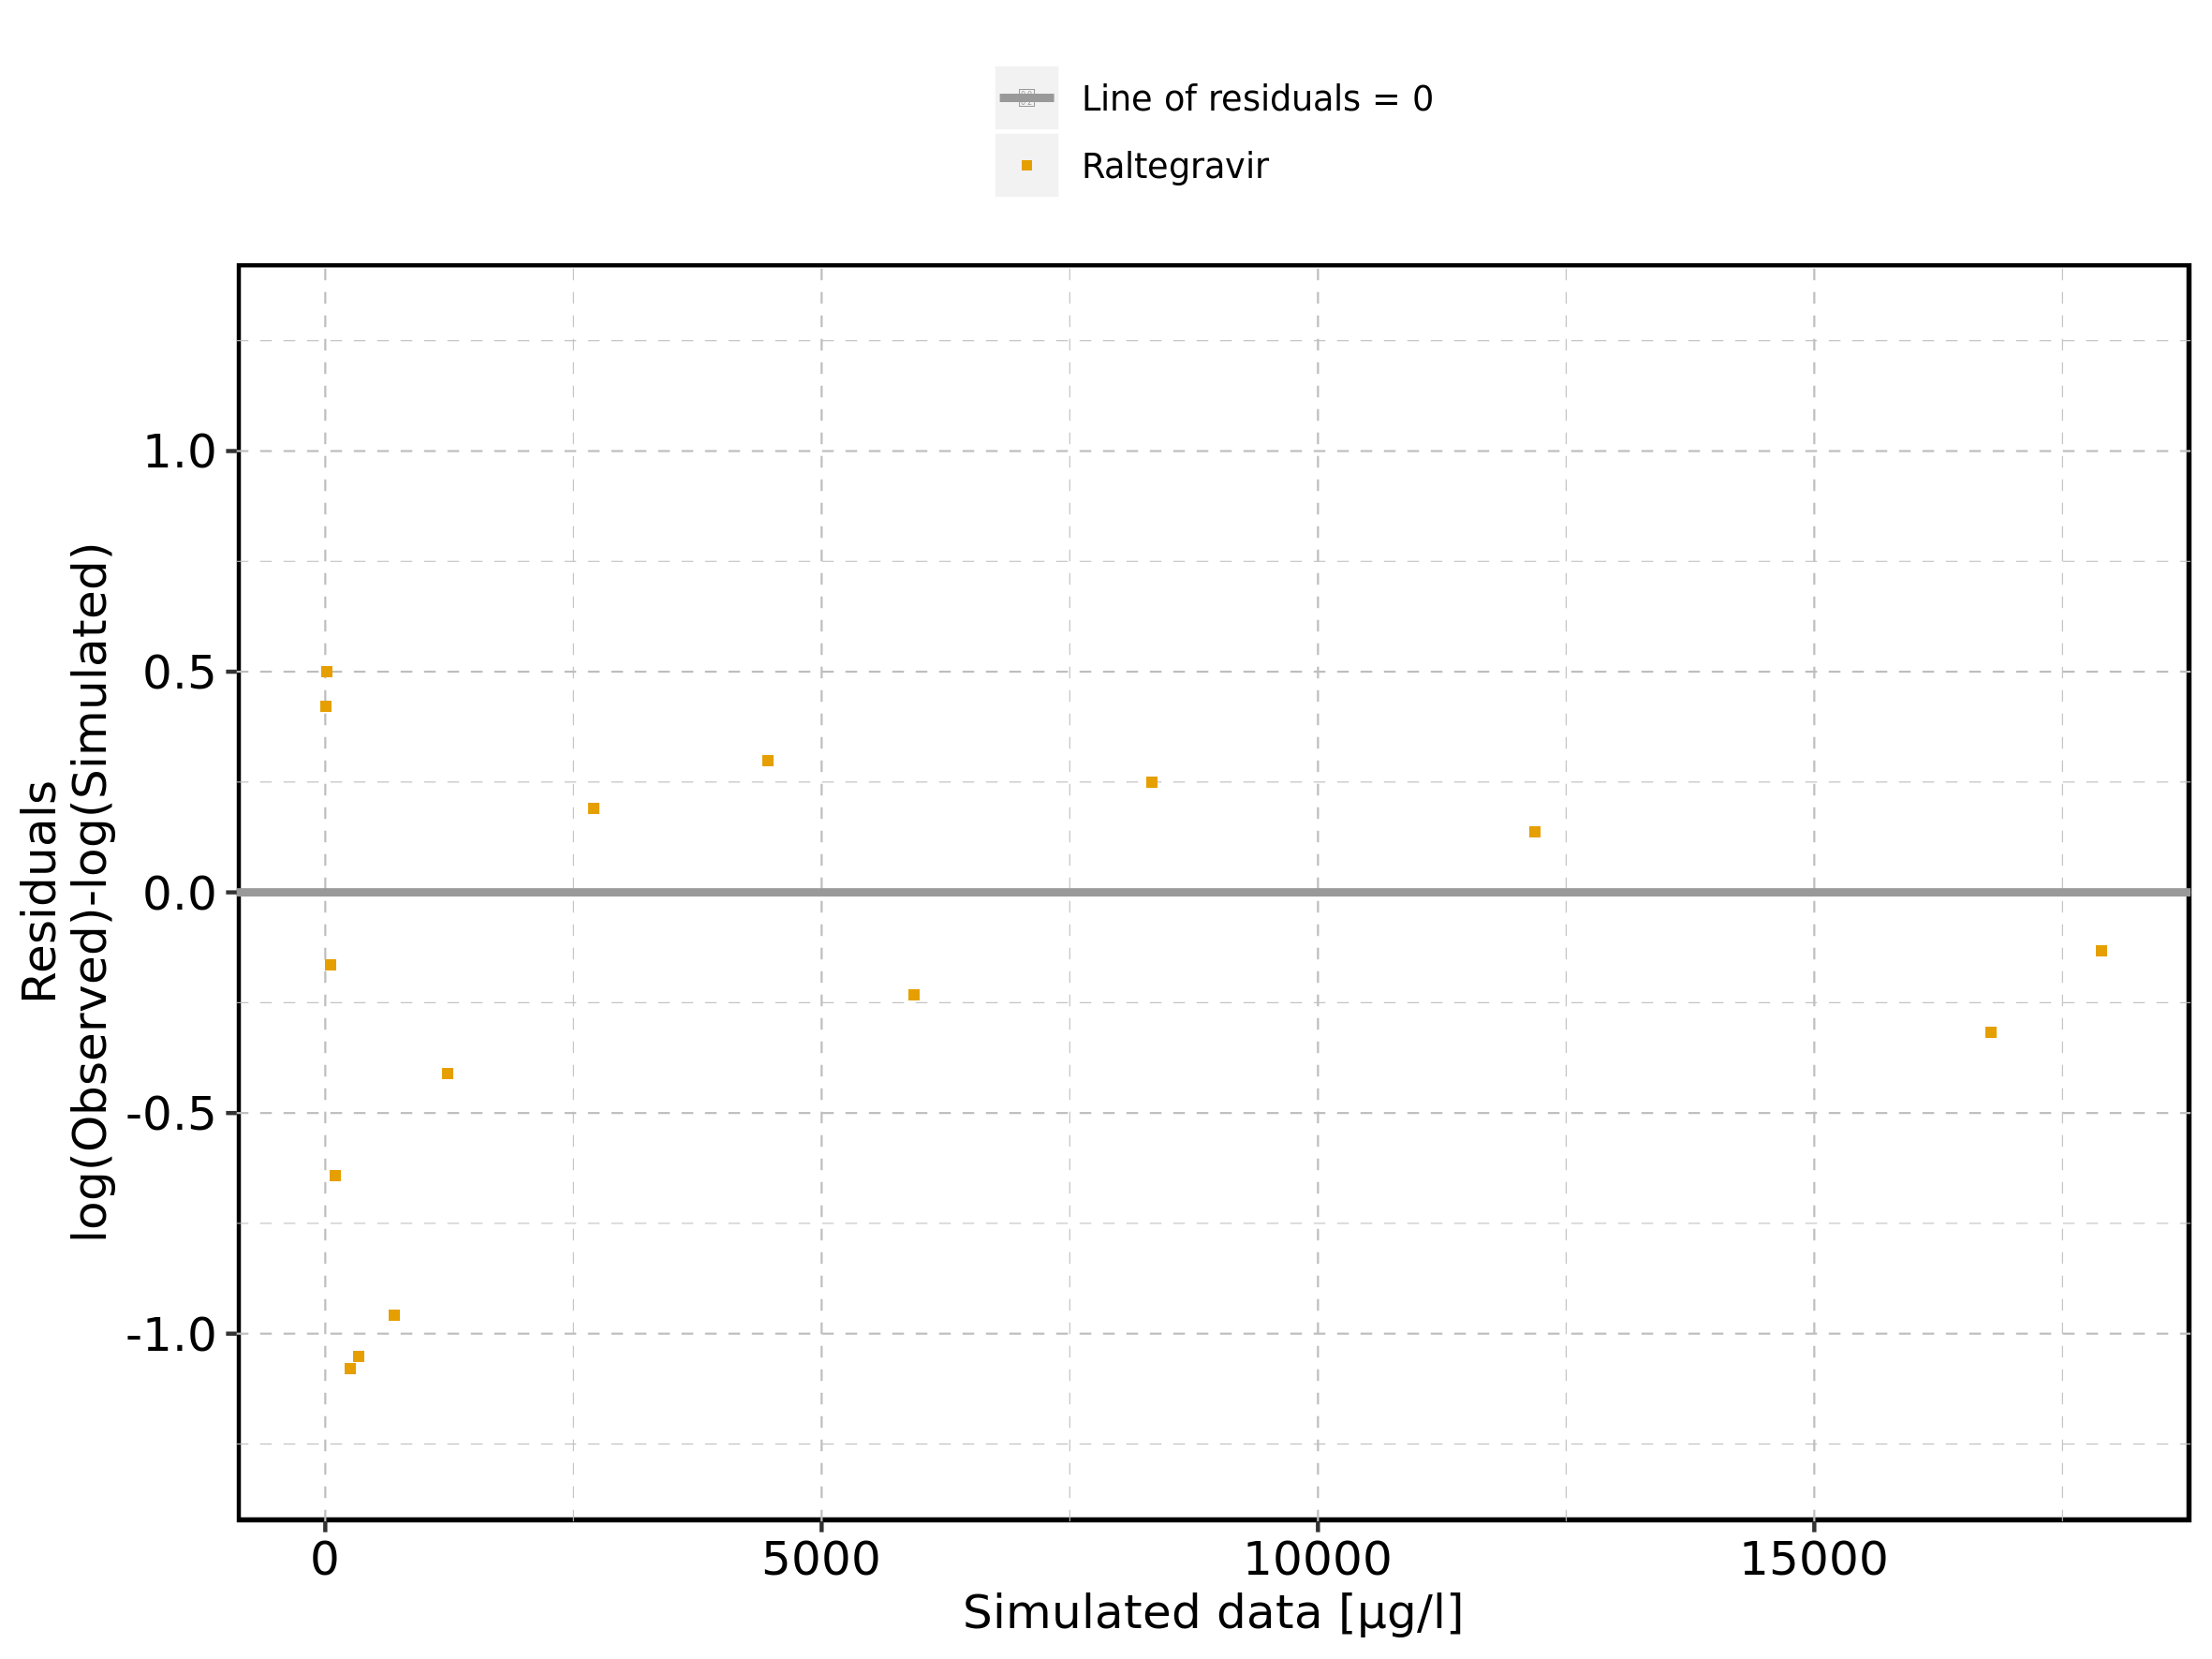 Line of residuals = 0
Raltegravir
Residuals
log(Observed)-log(Simulated)
1.0
0.5
0.0
-0.5
-1.0
0 5000 10000 15000
Simulated data [µg/l]